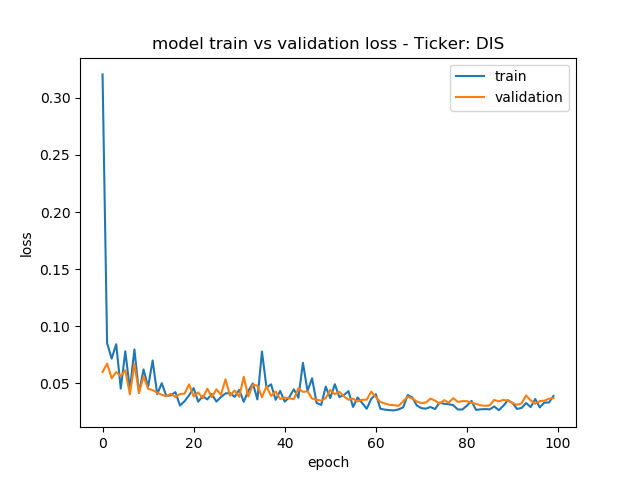 model train vs validation loss - Ticker: DIS
train
validation
0.30
0.25
0.20
0.15
0.10
0.05
loss
0 20 40 60 80 100
epoch